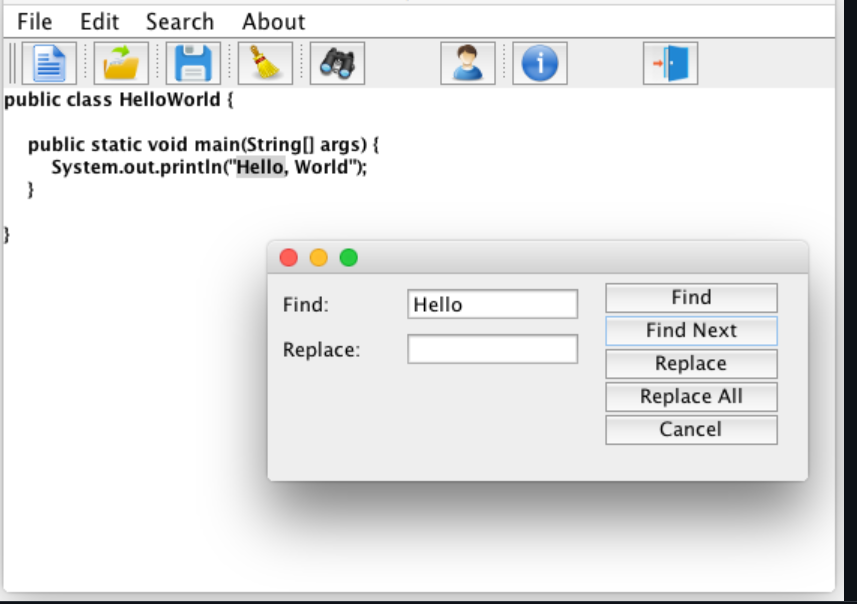 File Edit Search About
public class HelloWorld {
public static void main(String[] args) {
System.out.println("Hello, World");
}
}
Find:
Hello
Find
Find Next
Replace:
Replace
Replace All
Cancel